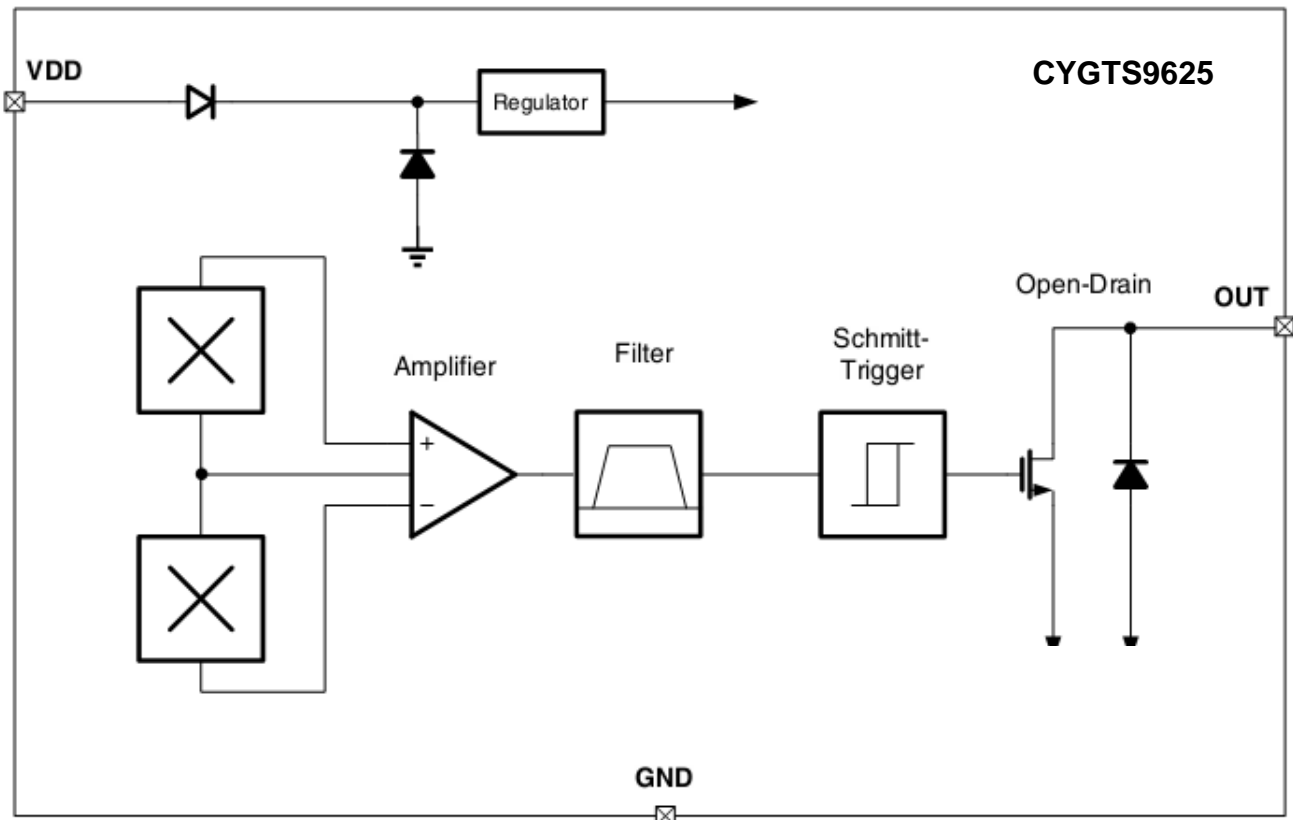 VDD
CYGTS9625
Regulator
Open-Drain
OUT
Amplifier
Filter
Schmitt-
Trigger
+
−
GND